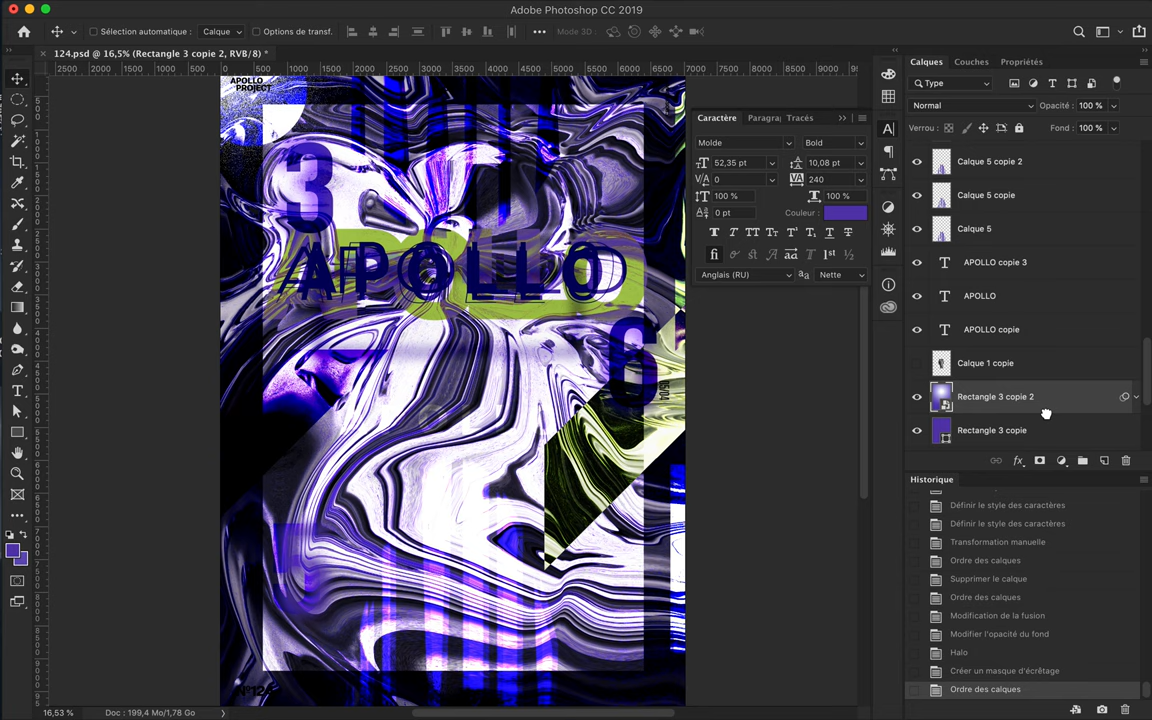 Adobe Photoshop CC 2019
Sélection automatique :
Calque
Options de transf.
Mode 3D :
124.psd @ 16,5% (Rectangle 3 copie 2, RVB/8) *
2500 2000 1500 1000 500 0 500 1000 1500 2000 2500 3000 3500 4000 4500 5000 5500 6000 6500 7000 7500 8000 8500 9000
APOLLO
PROJECT
3
APOLLO
6
N°124
Caractère
Paragra
Tracés
Molde
Bold
52,35 pt
10,08 pt
0
240
100 %
100 %
0 pt
Couleur :
Anglais (RU)
Nette
Calques
Couches
Propriétés
Type
Normal
Opacité : 100 %
Verrou :
Fond : 100 %
Calque 5 copie 2
Calque 5 copie
Calque 5
APOLLO copie 3
APOLLO
APOLLO copie
Calque 1 copie
Rectangle 3 copie 2
Rectangle 3 copie
Historique
Définir le style des caractères
Définir le style des caractères
Transformation manuelle
Ordre des calques
Supprimer le calque
Ordre des calques
Modification de la fusion
Modifier l'opacité du fond
Halo
Créer un masque d'écrêtage
Ordre des calques
16,53 %
Doc : 199,4 Mo/1,78 Go